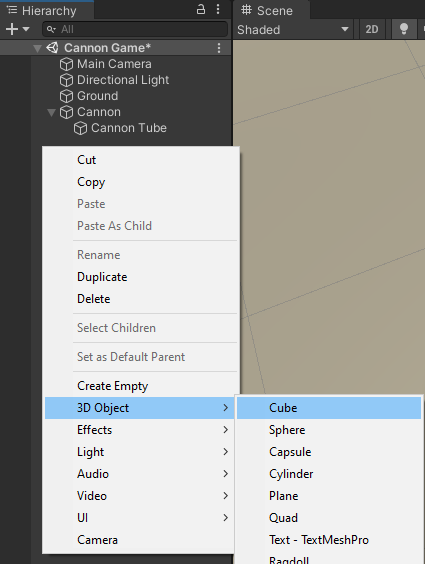 Hierarchy
All
Cannon Game*
Main Camera
Directional Light
Ground
Cannon
Cannon Tube
Cut
Copy
Paste
Paste As Child
Rename
Duplicate
Delete
Select Children
Set as Default Parent
Create Empty
3D Object
Effects
Light
Audio
Video
UI
Camera
Scene
Shaded
2D
Cube
Sphere
Capsule
Cylinder
Plane
Quad
Text - TextMeshPro
Ragdoll